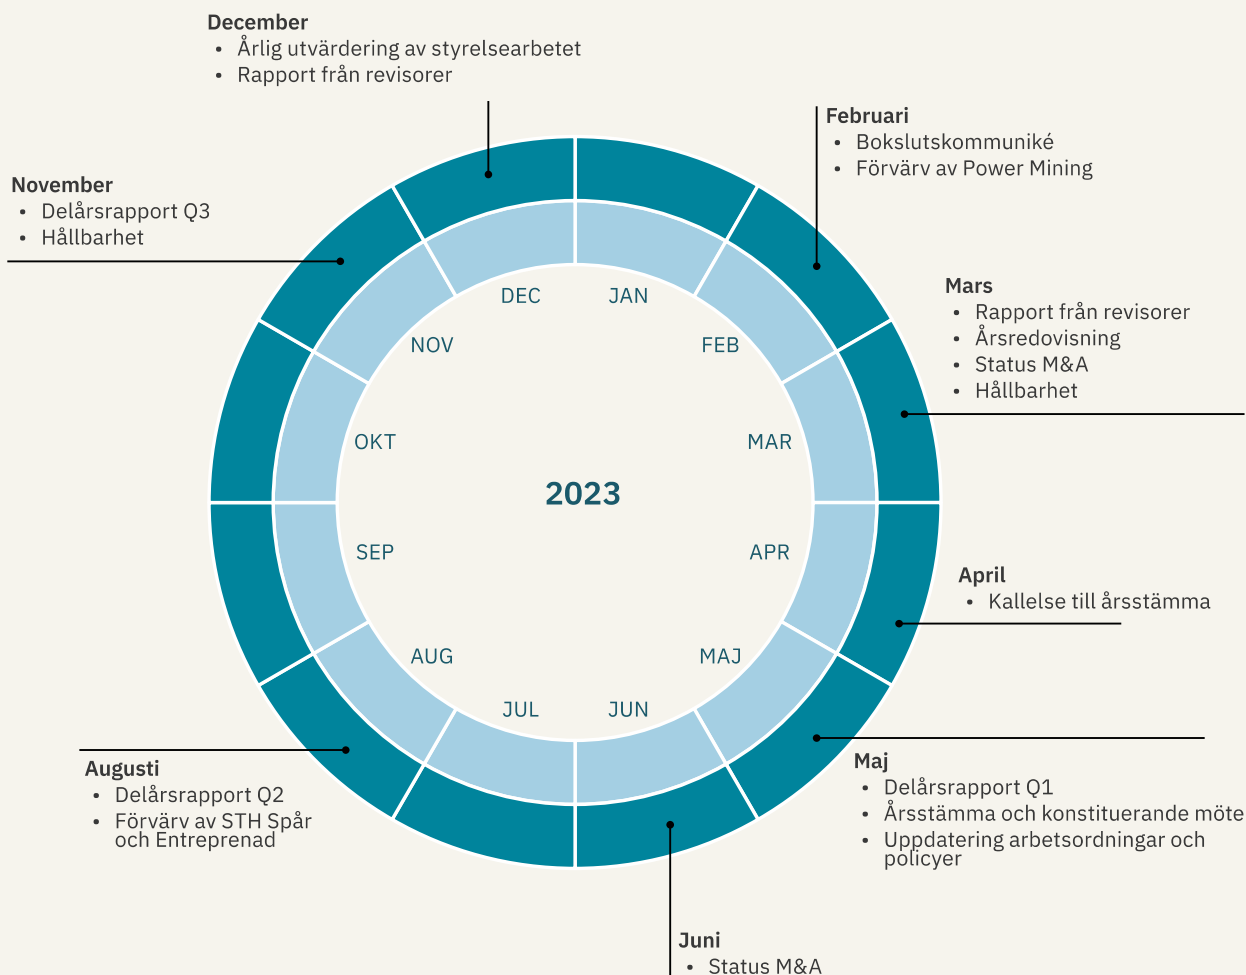 December
• Årlig utvärdering av styrelsearbetet
• Rapport från revisorer
Februari
• Bokslutskommuniké
• Förvärv av Power Mining
November
• Delårsrapport Q3
• Hållbarhet
Mars
• Rapport från revisorer
• Årsredovisning
• Status M&A
• Hållbarhet
DEC
JAN
NOV
FEB
OKT
MAR
2023
SEP
APR
AUG
MAJ
JUL
JUN
April
• Kallelse till årsstämma
Maj
• Delårsrapport Q1
• Årsstämma och konstituerande möte
• Uppdatering arbetsordningar och
policyer
Augusti
• Delårsrapport Q2
• Förvärv av STH Spår
och Entreprenad
Juni
• Status M&A